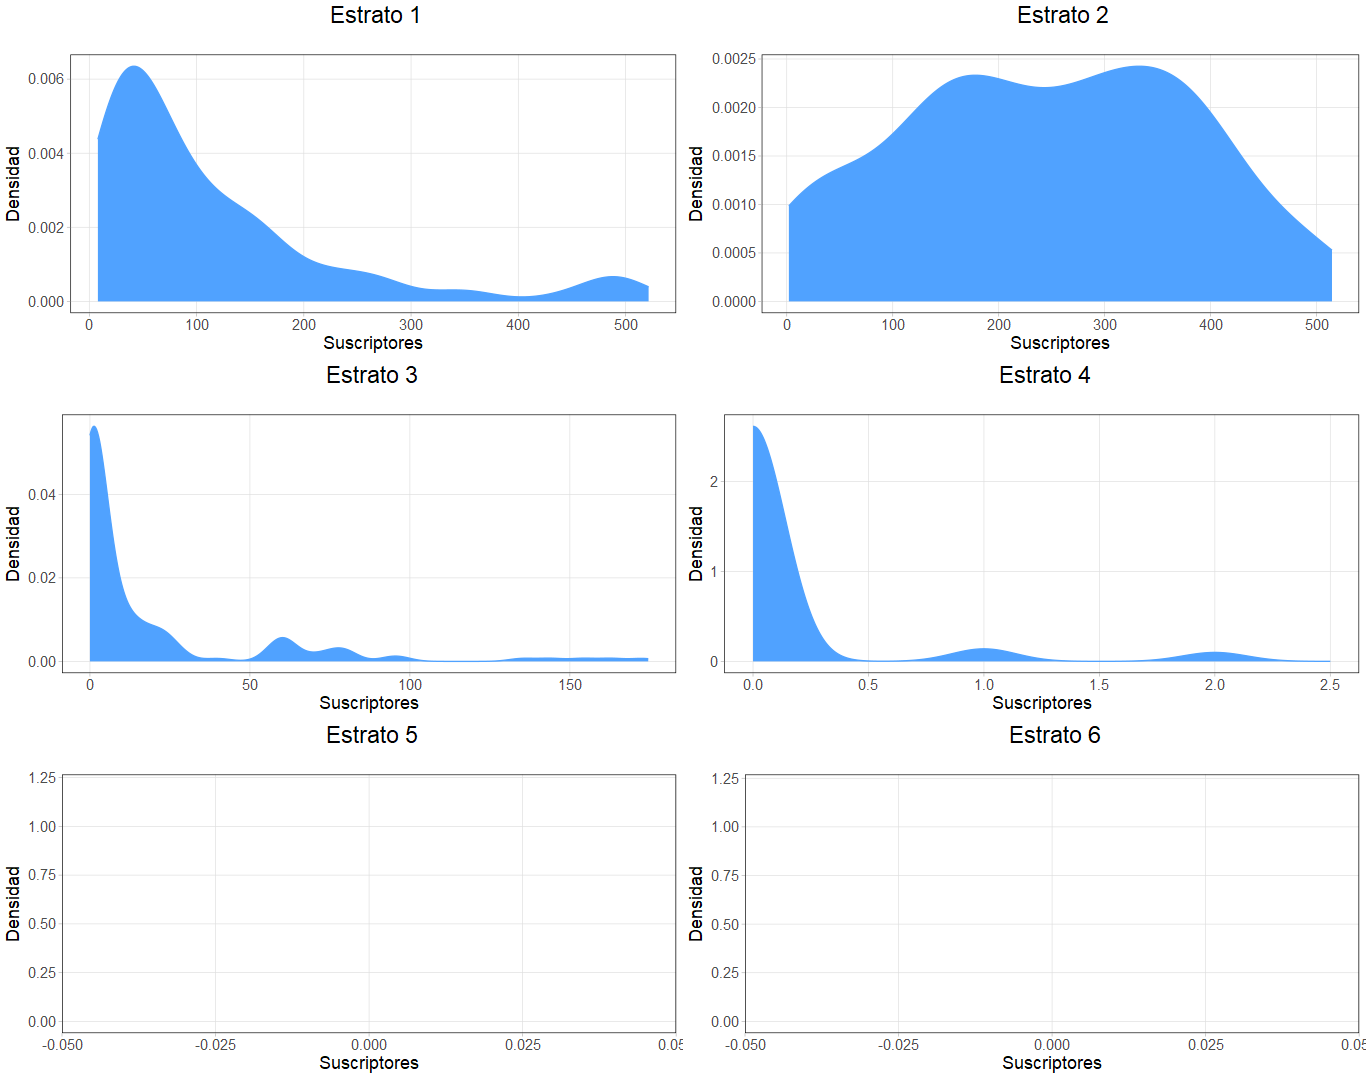 Estrato 1
Densidad
0.006
0.004
0.002
0.000
0 100 200 300 400 500
Suscriptores
Estrato 2
Densidad
0.0025
0.0020
0.0015
0.0010
0.0005
0.0000
0 100 200 300 400 500
Suscriptores
Estrato 3
Densidad
0.04
0.02
0.00
0 50 100 150
Suscriptores
Estrato 4
Densidad
2
1
0
0.0 0.5 1.0 1.5 2.0 2.5
Suscriptores
Estrato 5
Densidad
1.25
1.00
0.75
0.50
0.25
0.00
-0.050 -0.025 0.000 0.025
Suscriptores
Estrato 6
Densidad
1.25
1.00
0.75
0.50
0.25
0.00
-0.050 -0.025 0.000 0.025
Suscriptores